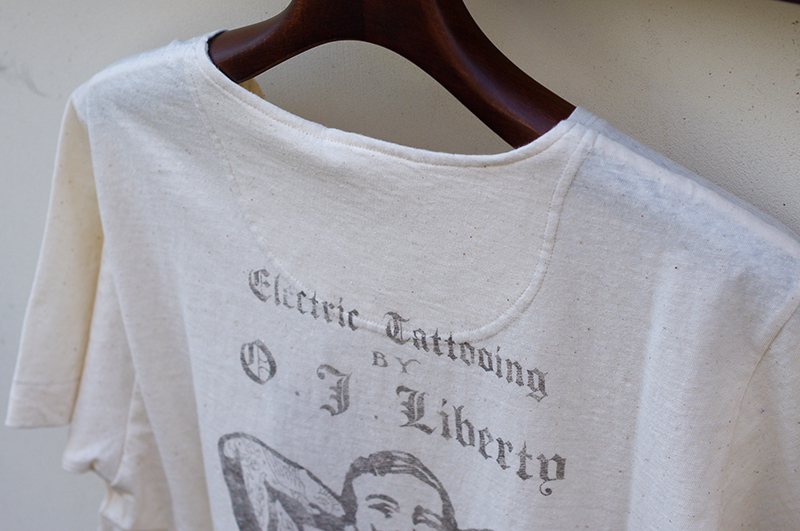 Electric Tattooing
BY
O. J. Liberty